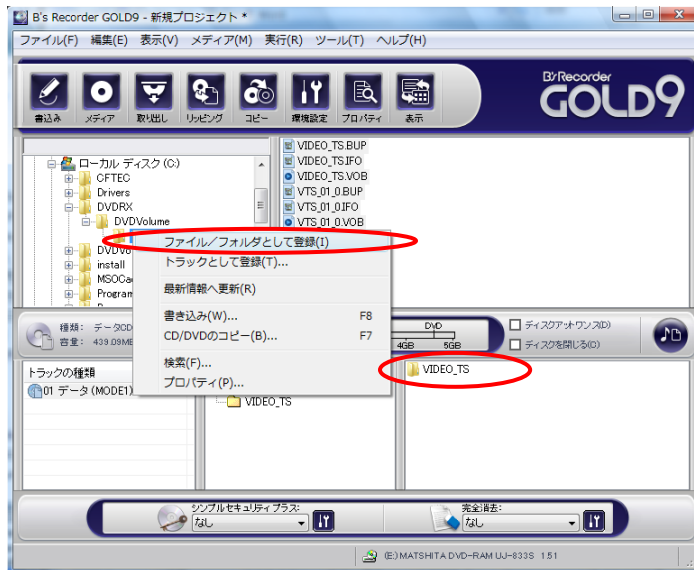 B's Recorder GOLD9 - 新規プロジェクト *
ファイル(F) 編集(E) 表示(V) メディア(M) 実行(R) ツール(T) ヘルプ(H)
書込み メディア 取り出し リッピング コピー 環境設定 プロパティ 表示
B's Recorder
GOLD9
ローカル ディスク (C:)
CFTEC
Drivers
DVDRX
DVDVolume
DVDVo
install
MSOCa
Program
VIDEO_TS.BUP
VIDEO_TS.IFO
VIDEO_TS.VOB
VTS_01_0.BUP
VTS_01_0.IFO
VTS_01_0.VOB
ファイル/フォルダとして登録(I)
トラックとして登録(T)...
最新情報へ更新(R)
書き込み(W)... F8
CD/DVDのコピー(B)... F7
検索(F)...
プロパティ(P)...
種類: データCD
容量: 439.09MB
DVD
4GB 5GB
ディスクアットワンス(D)
ディスクを閉じる(O)
トラックの種類
01 データ(MODE1)
VIDEO_TS
VIDEO_TS
シンプルセキュリティプラス:
なし
完全消去:
なし
(E:)MATSHITA DVD-RAM UJ-833S 1.51